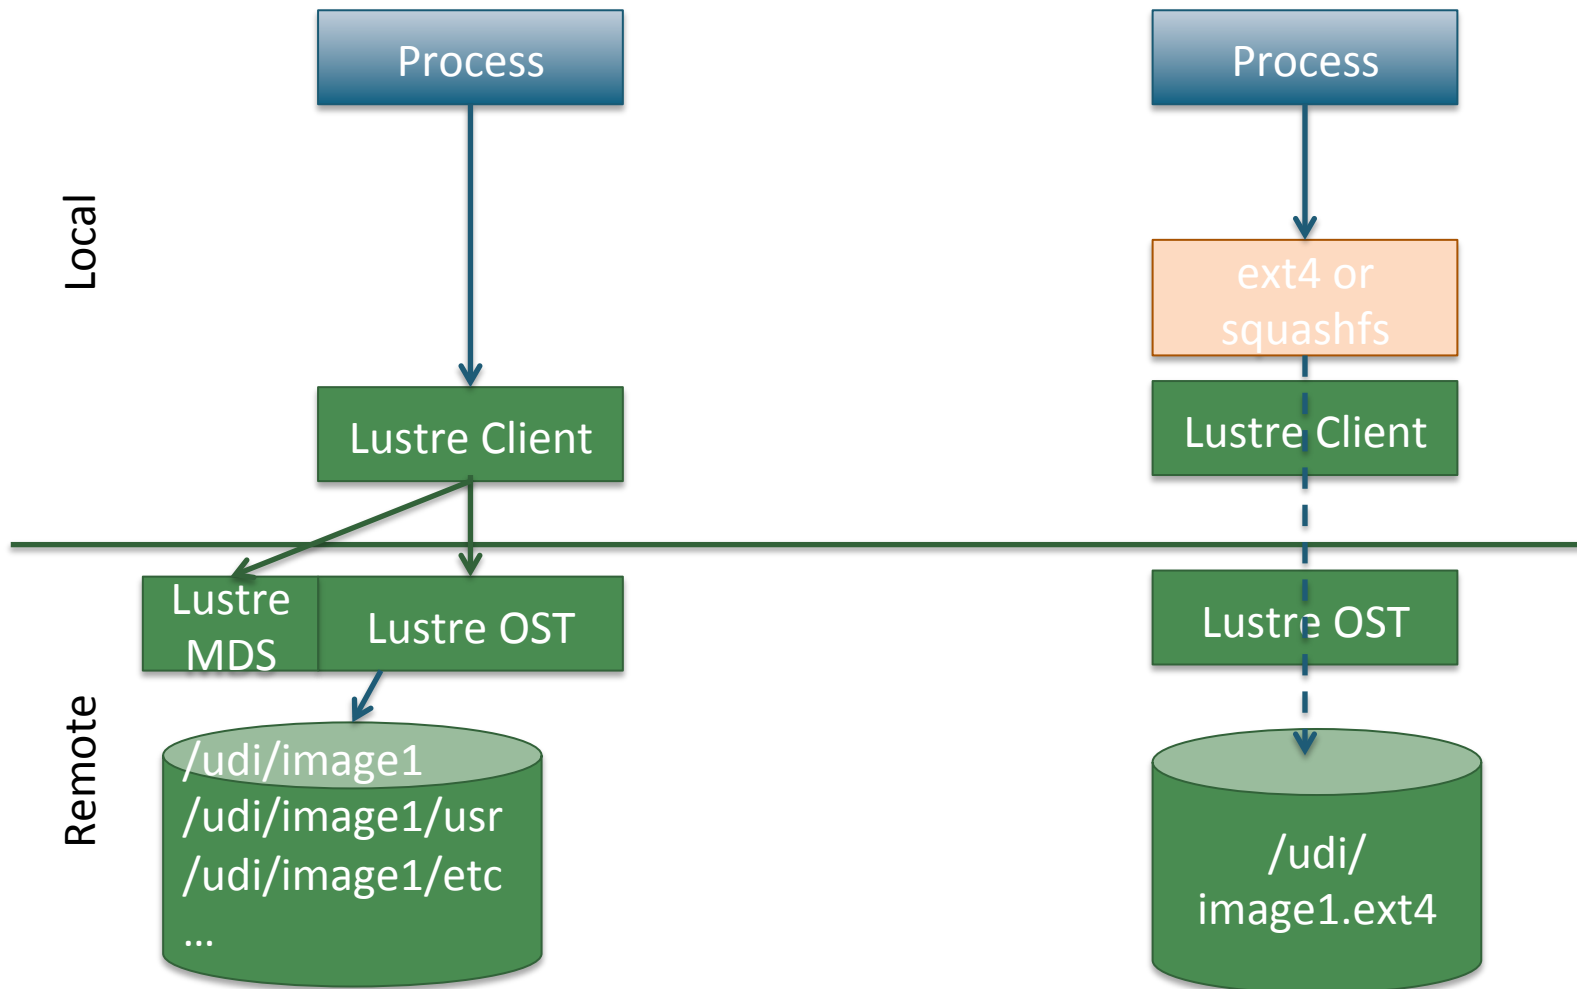 Process
Process
Local
ext4 or
squashfs
Lustre Client
Lustre Client
Lustre
MDS
Lustre OST
Lustre OST
Remote
/udi/image1
/udi/image1/usr
/udi/image1/etc
...
/udi/
image1.ext4